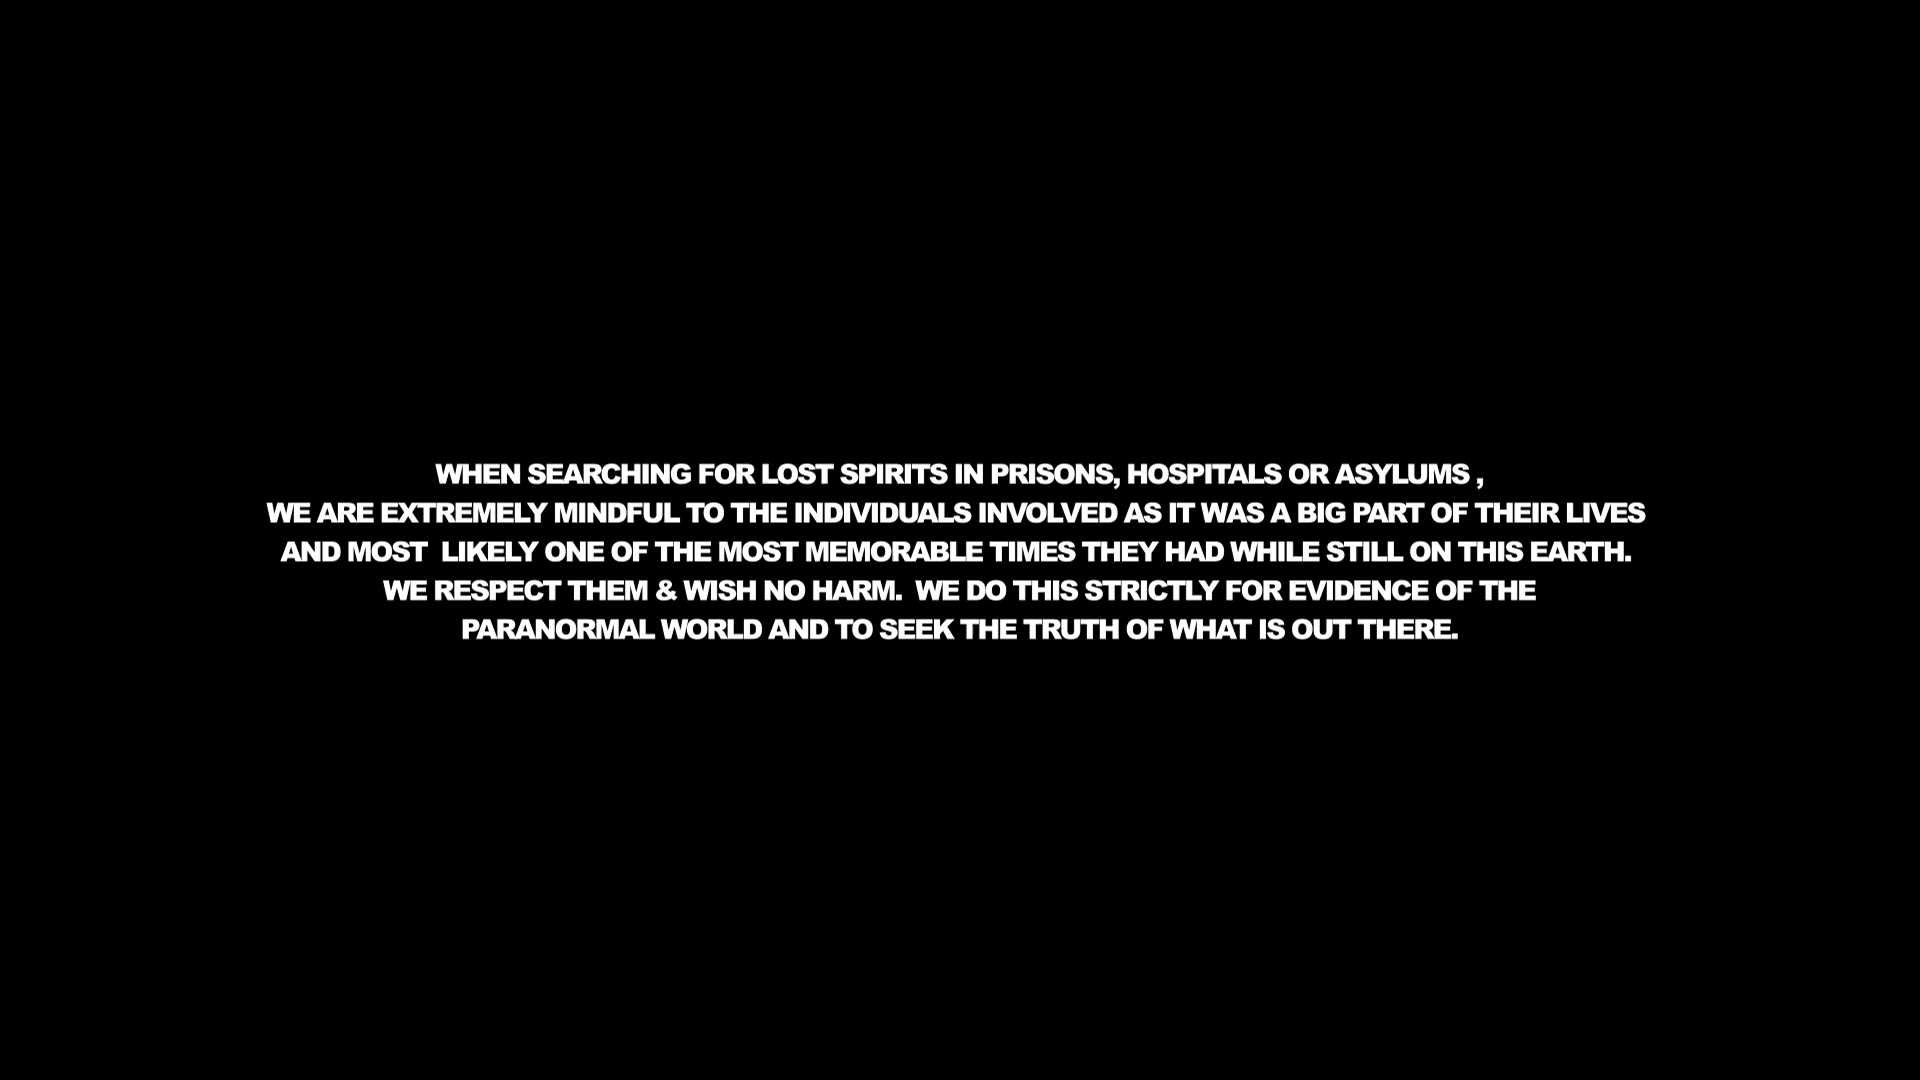 WHEN SEARCHING FOR LOST SPIRITS IN PRISONS, HOSPITALS OR ASYLUMS ,
WE ARE EXTREMELY MINDFUL TO THE INDIVIDUALS INVOLVED AS IT WAS A BIG PART OF THEIR LIVES
AND MOST  LIKELY ONE OF THE MOST MEMORABLE TIMES THEY HAD WHILE STILL ON THIS EARTH.
WE RESPECT THEM & WISH NO HARM.  WE DO THIS STRICTLY FOR EVIDENCE OF THE
PARANORMAL WORLD AND TO SEEK THE TRUTH OF WHAT IS OUT THERE.